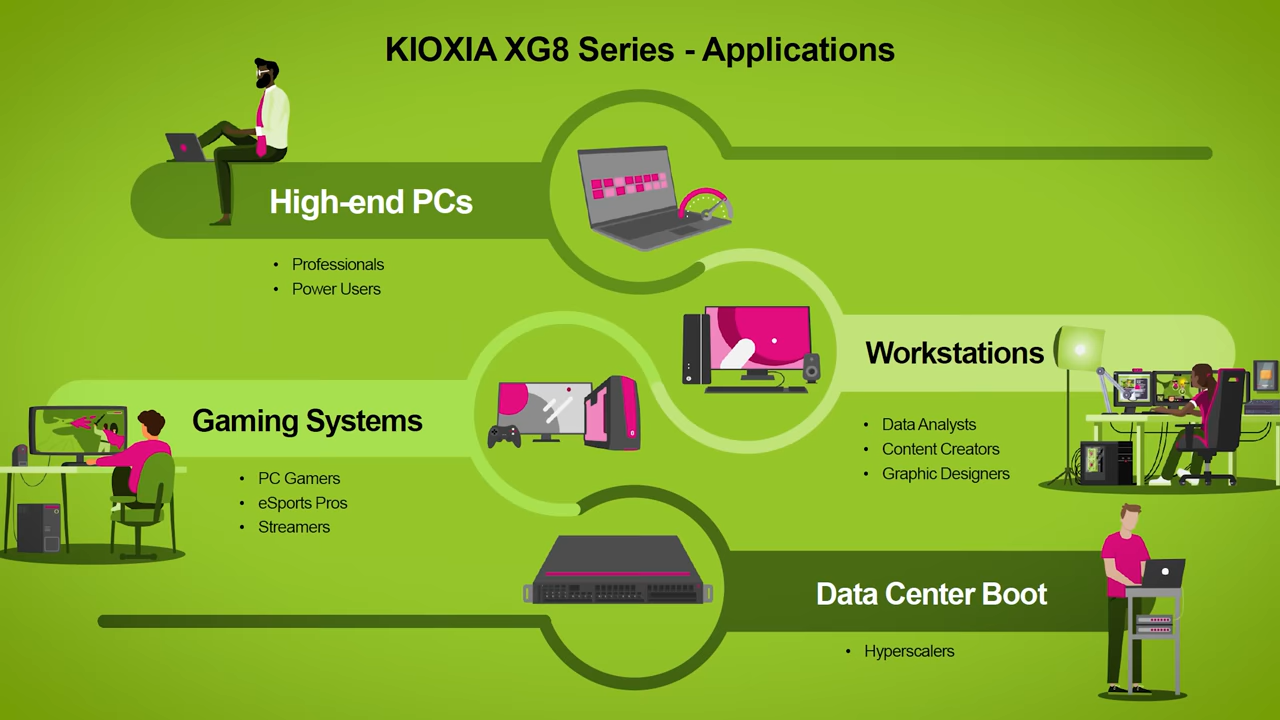 KIOXIA XG8 Series - Applications
High-end PCs
• Professionals
• Power Users
Workstations
• Data Analysts
• Content Creators
• Graphic Designers
Gaming Systems
• PC Gamers
• eSports Pros
• Streamers
Data Center Boot
• Hyperscalers